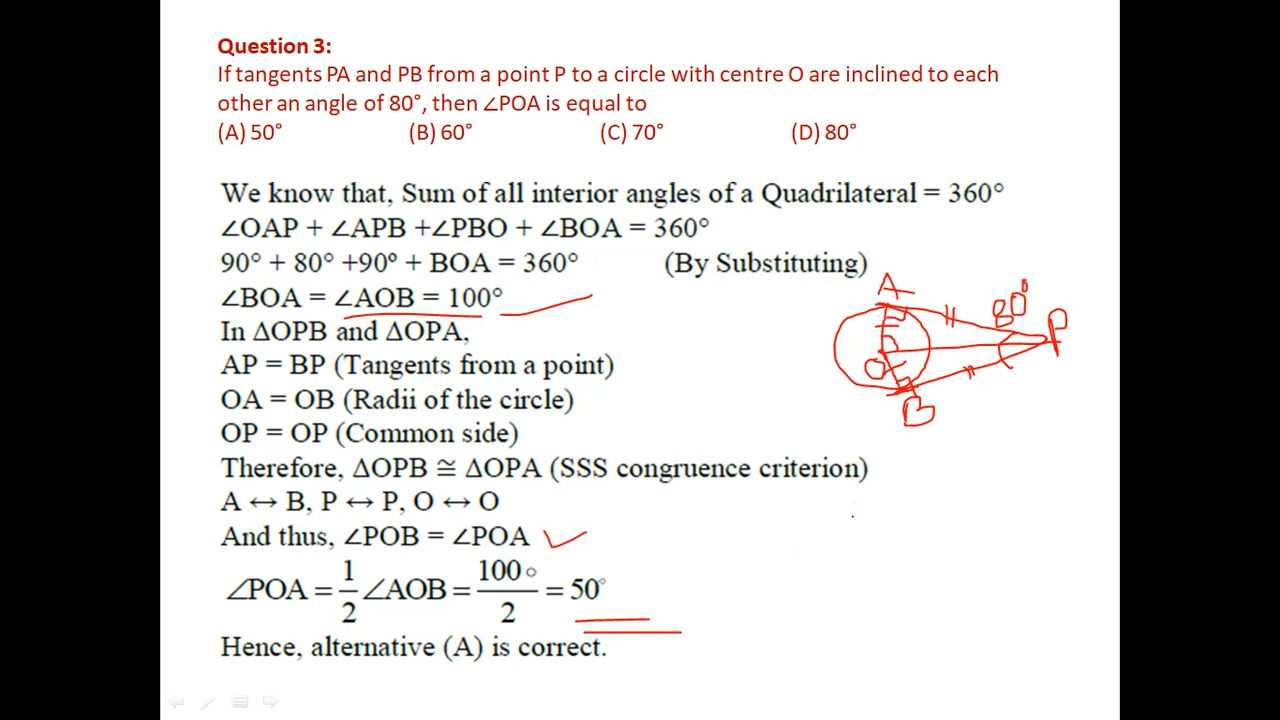 Question 3:
If tangents PA and PB from a point P to a circle with centre O are inclined to each
other an angle of 80°, then ∠POA is equal to
(A) 50° (B) 60° (C) 70° (D) 80°
We know that, Sum of all interior angles of a Quadrilateral = 360°
∠OAP + ∠APB +∠PBO + ∠BOA = 360°
90° + 80° +90° + BOA = 360° (By Substituting)
∠BOA = ∠AOB = 100°
In ΔOPB and ΔOPA,
AP = BP (Tangents from a point)
OA = OB (Radii of the circle)
OP = OP (Common side)
Therefore, ΔOPB ≅ ΔOPA (SSS congruence criterion)
A ↔ B, P ↔ P, O ↔ O
And thus, ∠POB = ∠POA
∠POA = 1/2 ∠AOB = 100°/2 = 50°
Hence, alternative (A) is correct.
A
80°
P
O
B